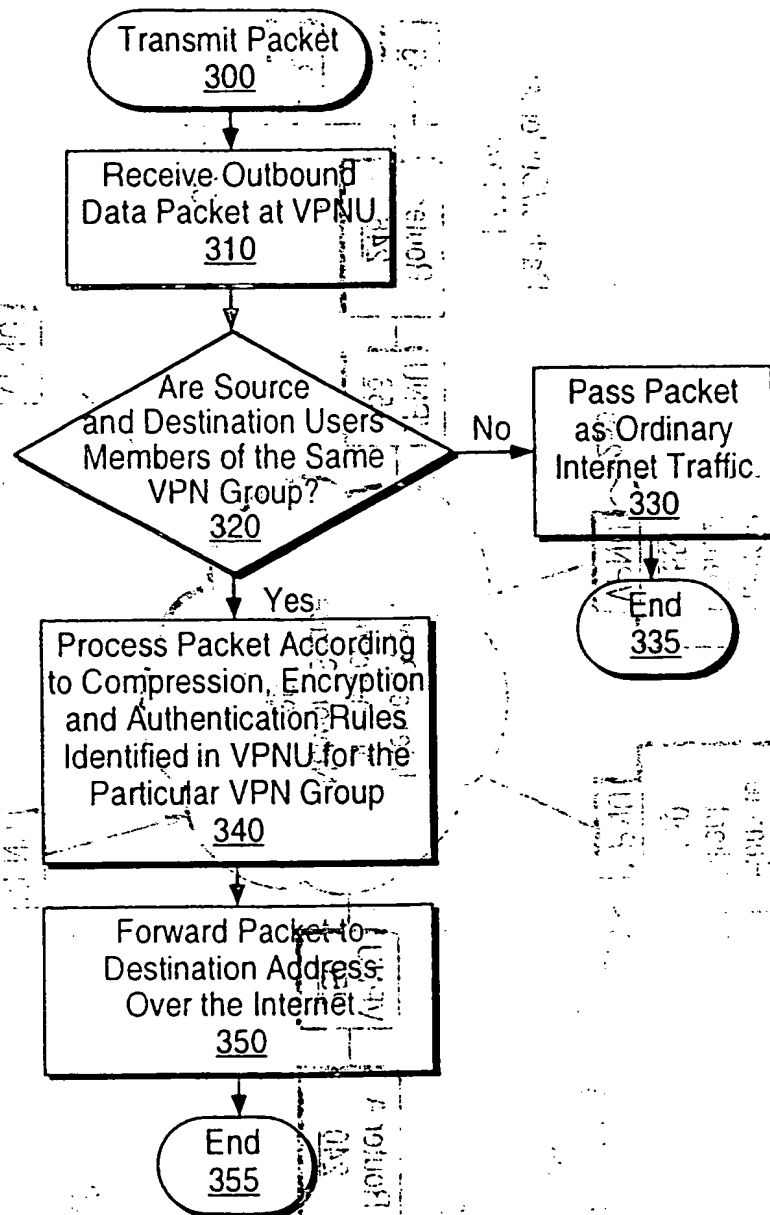 Transmit Packet
300
Receive Outbound
Data Packet at VPNU
310
Are Source
and Destination Users
Members of the Same
VPN Group?
320
No
Pass Packet
as Ordinary
Internet Traffic
330
End
335
Yes
Process Packet According
to Compression, Encryption
and Authentication Rules
Identified in VPNU for the
Particular VPN Group
340
Forward Packet to
Destination Address
Over the Internet
350
End
355